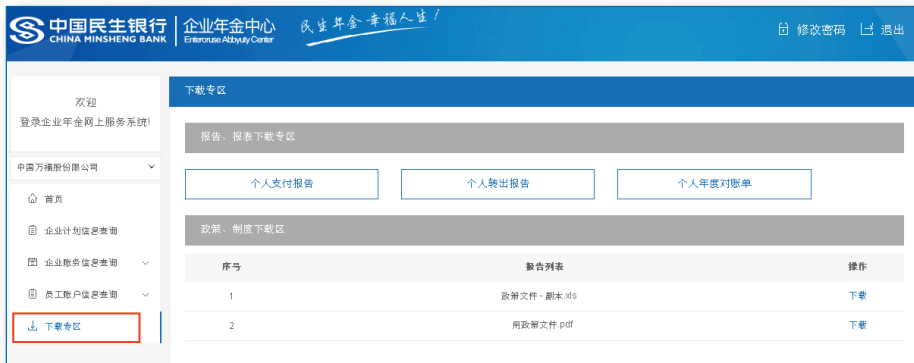 中国民生银行
CHINA MINSHENG BANK
企业年金中心
Enteroruse Abbyuty Center
民生年金 幸福人生!
修改密码 退出
欢迎
登录企业年金网上服务系统!
中国万福股份限公司
首页
企业计划信息查询
企业账务信息查询
员工账户信息查询
下载专区
下载专区
报告、报表下载专区
个人支付报告 个人转出报告 个人年度对账单
政策、制度下载区
序号 报告列表 操作
1 政策文件 - 副本.xls 下载
2 用政策文件.pdf 下载